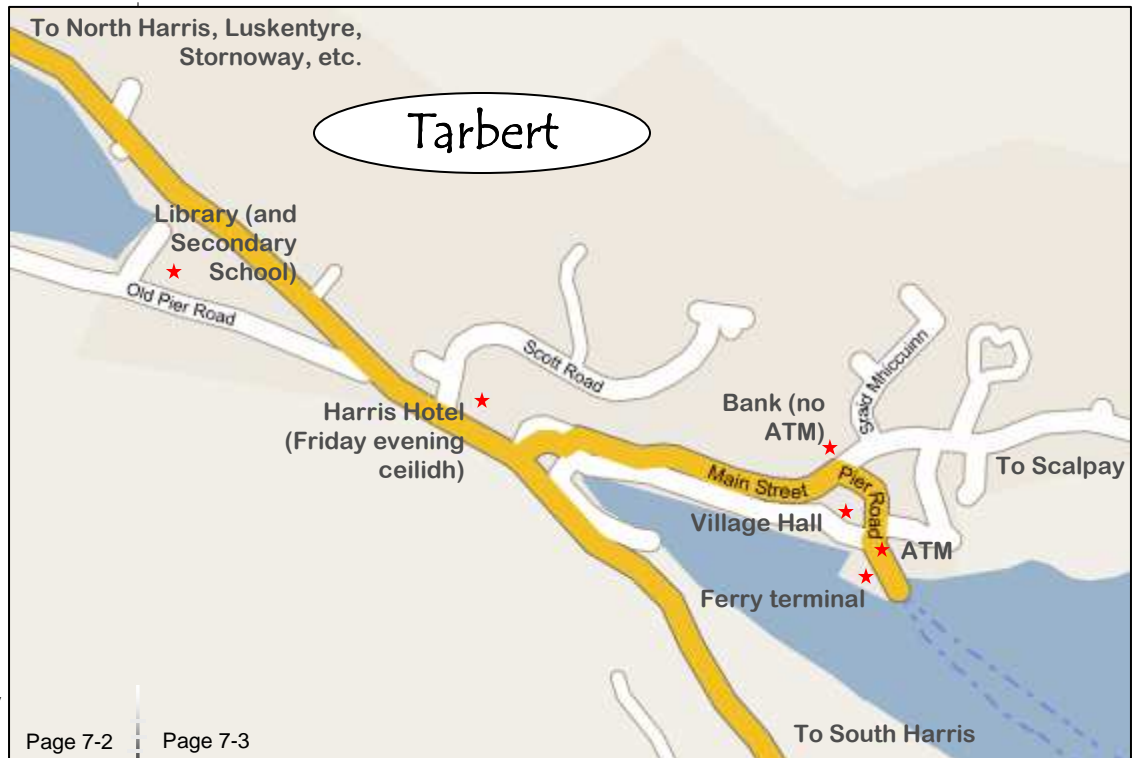 To North Harris, Luskentyre,
Stornoway, etc.
Tarbert
Library (and
Secondary
School)
Old Pier Road
Scott Road
Sraid Mhiccuinn
Harris Hotel
(Friday evening
ceilidh)
Bank (no
ATM)
To Scalpay
Main Street
Pier Road
Village Hall
ATM
Ferry terminal
To South Harris
Page 7-2
Page 7-3